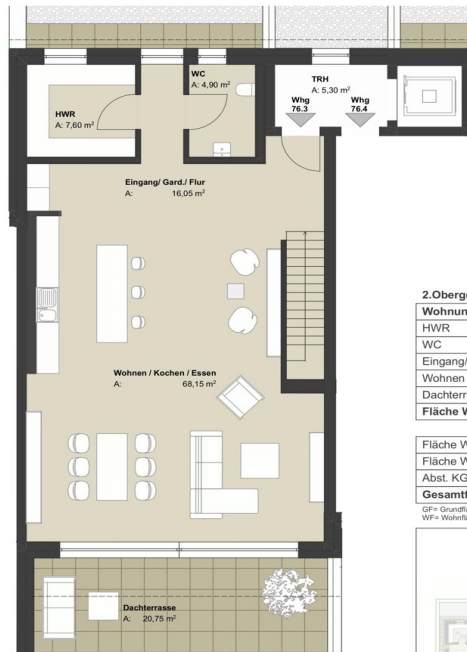 WC
A: 4,90 m²
TRH
A: 5,30 m²
Whg
76.3
Whg
76.4
HWR
A: 7,60 m²
Eingang/ Gard./ Flur
A: 16,05 m²
Wohnen / Kochen / Essen
A: 68,15 m²
Dachterrasse
A: 20,75 m²
2.Oberge
Wohnun
HWR
WC
Eingang/
Wohnen
Dachterr
Fläche W
Fläche W
Fläche W
Abst. KG
Gesamtf
GF= Grundflä
WF= Wohnflä